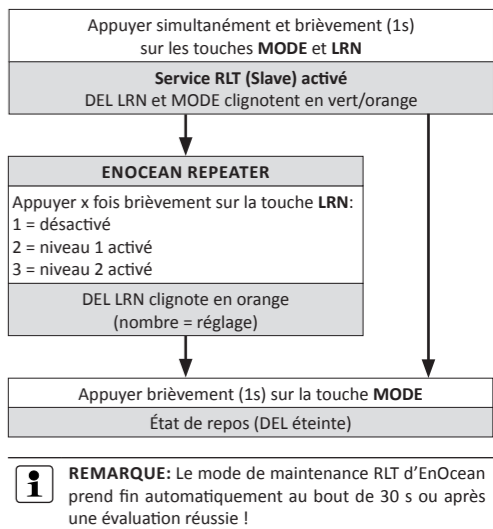 Appuyer simultanément et brièvement (1s)
sur les touches MODE et LRN
Service RLT (Slave) activé
DEL LRN et MODE clignotent en vert/orange
ENOCEAN REPEATER
Appuyer x fois brièvement sur la touche LRN:
1 = désactivé
2 = niveau 1 activé
3 = niveau 2 activé
DEL LRN clignote en orange
(nombre = réglage)
Appuyer brièvement (1s) sur la touche MODE
État de repos (DEL éteinte)
REMARQUE: Le mode de maintenance RLT d'EnOcean
prend fin automatiquement au bout de 30 s ou après
une évaluation réussie !